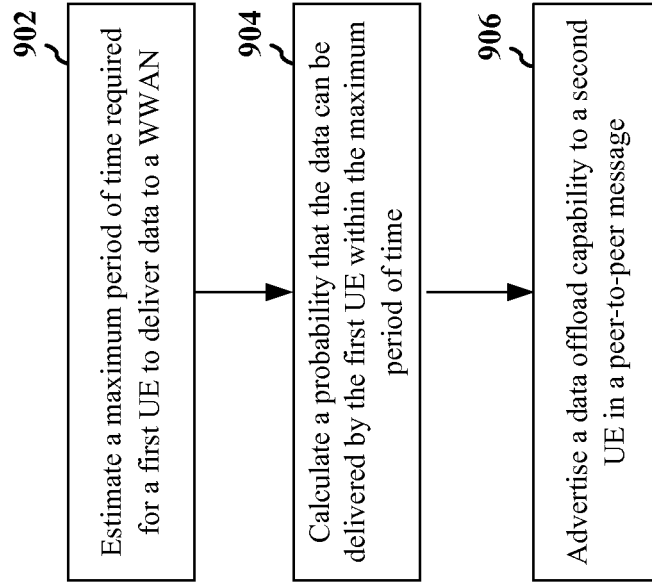 902
Estimate a maximum period of time required
for a first UE to deliver data to a WWAN
904
Calculate a probability that the data can be
delivered by the first UE within the maximum
period of time
906
Advertise a data offload capability to a second
UE in a peer-to-peer message